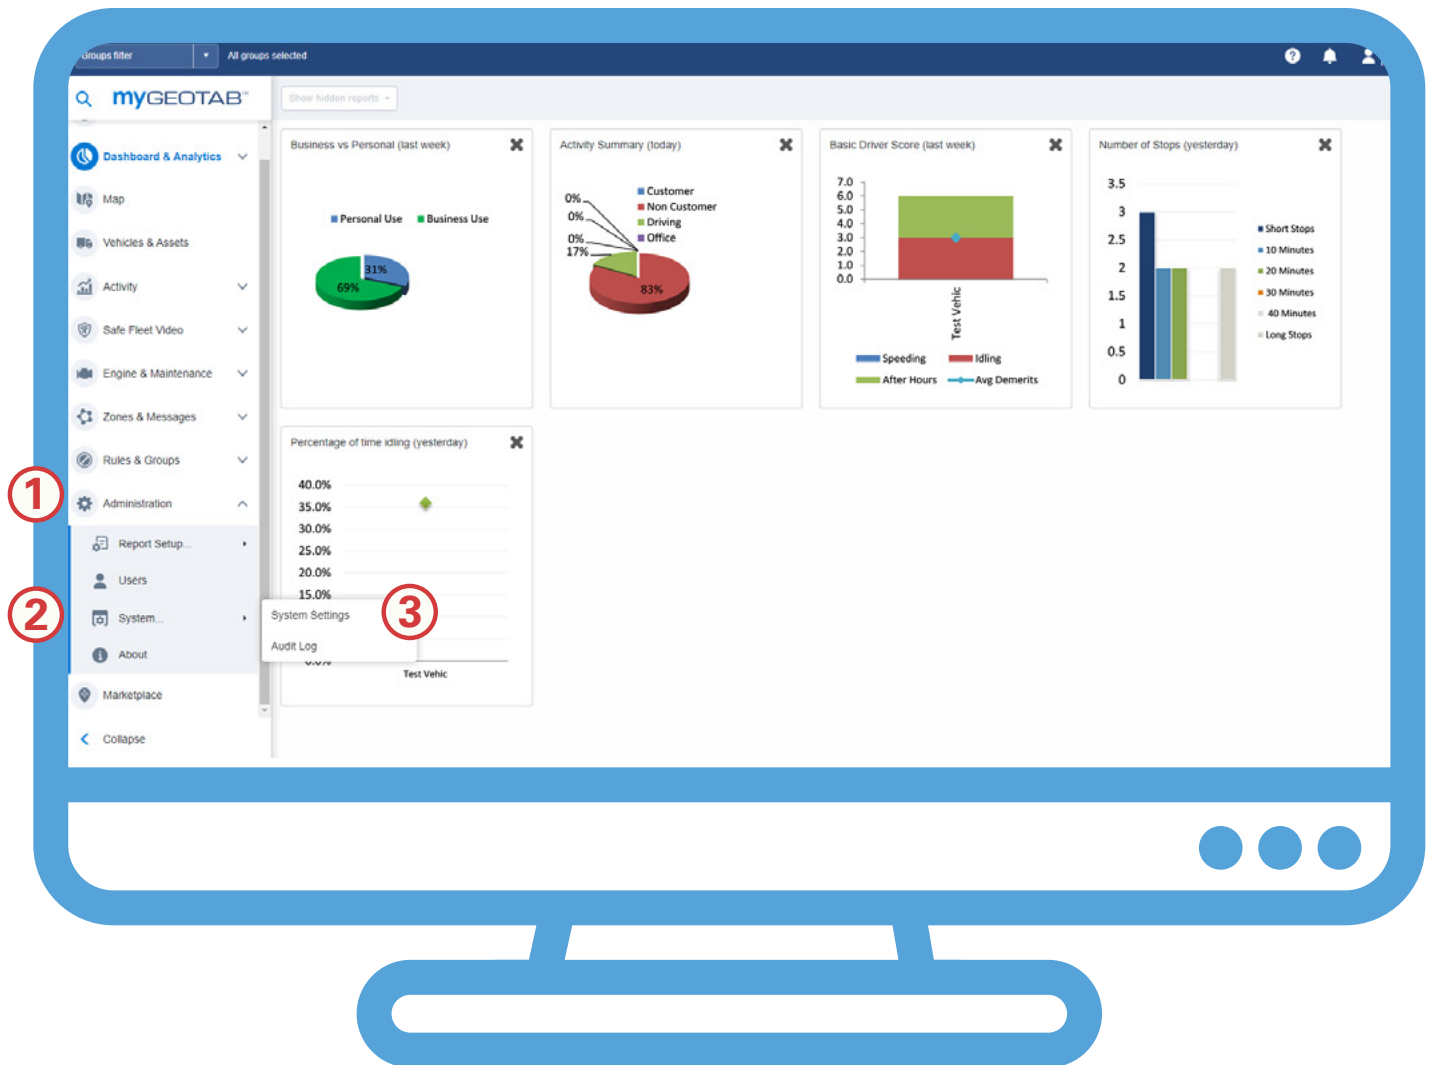 Groups filter
All groups selected
?
myGEOTAB™
Show hidden reports
Dashboard & Analytics
Map
Vehicles & Assets
Activity
Safe Fleet Video
Engine & Maintenance
Zones & Messages
Rules & Groups
1
Administration
Report Setup...
Users
2
System...
About
Marketplace
Collapse
System Settings
3
Audit Log
Business vs Personal (last week)
Personal Use
Business Use
31%
69%
Activity Summary (today)
Customer
Non Customer
Driving
Office
0%
0%
0%
17%
83%
Basic Driver Score (last week)
7.0
6.0
5.0
4.0
3.0
2.0
1.0
0.0
Test Vehic
Speeding
Idling
After Hours
Avg Demerits
Number of Stops (yesterday)
3.5
3
2.5
2
1.5
1
0.5
0
Short Stops
10 Minutes
20 Minutes
30 Minutes
40 Minutes
Long Stops
Percentage of time idling (yesterday)
40.0%
35.0%
30.0%
25.0%
20.0%
15.0%
0.0%
Test Vehic